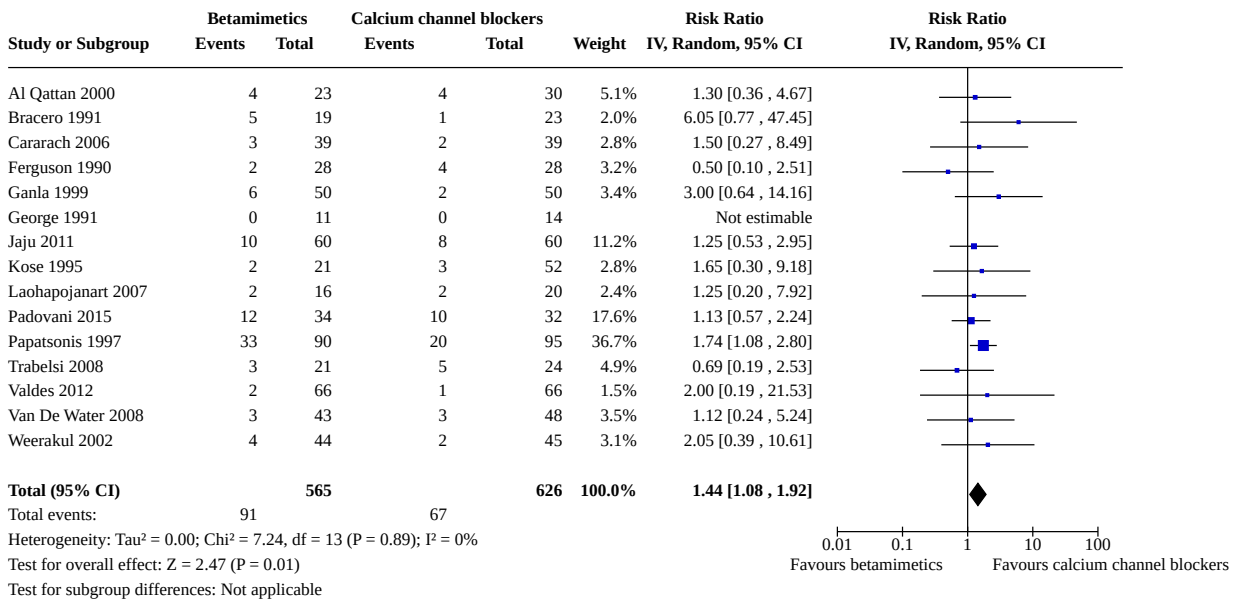 Betamimetics Calcium channel blockers Risk Ratio Risk Ratio
Study or Subgroup Events Total Events Total Weight IV, Random, 95% CI IV, Random, 95% CI
Al Qattan 2000 4 23 4 30 5.1% 1.30 [0.36 , 4.67]
Bracero 1991 5 19 1 23 2.0% 6.05 [0.77 , 47.45]
Cararach 2006 3 39 2 39 2.8% 1.50 [0.27 , 8.49]
Ferguson 1990 2 28 4 28 3.2% 0.50 [0.10 , 2.51]
Ganla 1999 6 50 2 50 3.4% 3.00 [0.64 , 14.16]
George 1991 0 11 0 14 Not estimable
Jaju 2011 10 60 8 60 11.2% 1.25 [0.53 , 2.95]
Kose 1995 2 21 3 52 2.8% 1.65 [0.30 , 9.18]
Laohapojanart 2007 2 16 2 20 2.4% 1.25 [0.20 , 7.92]
Padovani 2015 12 34 10 32 17.6% 1.13 [0.57 , 2.24]
Papatsonis 1997 33 90 20 95 36.7% 1.74 [1.08 , 2.80]
Trabelsi 2008 3 21 5 24 4.9% 0.69 [0.19 , 2.53]
Valdes 2012 2 66 1 66 1.5% 2.00 [0.19 , 21.53]
Van De Water 2008 3 43 3 48 3.5% 1.12 [0.24 , 5.24]
Weerakul 2002 4 44 2 45 3.1% 2.05 [0.39 , 10.61]
Total (95% CI) 565 626 100.0% 1.44 [1.08 , 1.92]
Total events: 91 67
Heterogeneity: Tau² = 0.00; Chi² = 7.24, df = 13 (P = 0.89); I² = 0%
Test for overall effect: Z = 2.47 (P = 0.01)
Test for subgroup differences: Not applicable
0.01 0.1 1 10 100
Favours betamimetics Favours calcium channel blockers